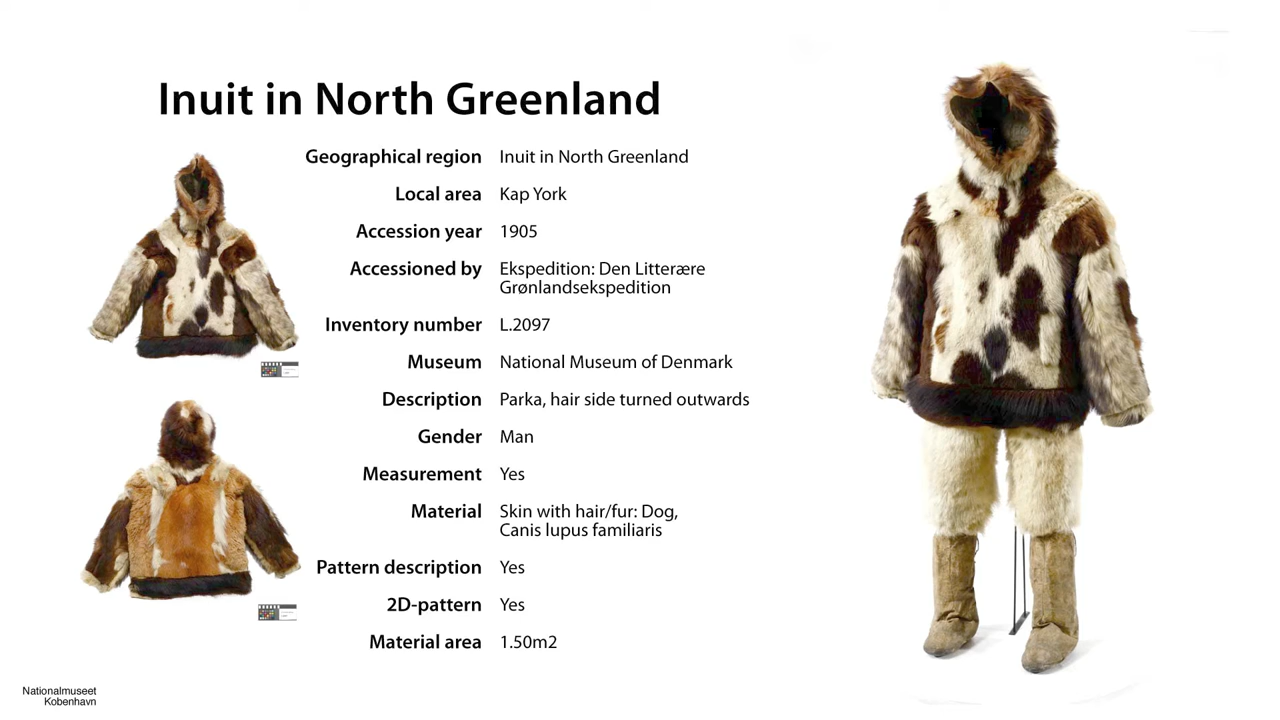 Inuit in North Greenland
Geographical region Inuit in North Greenland
Local area Kap York
Accession year 1905
Accessioned by Ekspedition: Den Litterære
Grønlandsekspedition
Inventory number L.2097
Museum National Museum of Denmark
Description Parka, hair side turned outwards
Gender Man
Measurement Yes
Material Skin with hair/fur: Dog,
Canis lupus familiaris
Pattern description Yes
2D-pattern Yes
Material area 1.50m2
Nationalmuseet
Kobenhavn